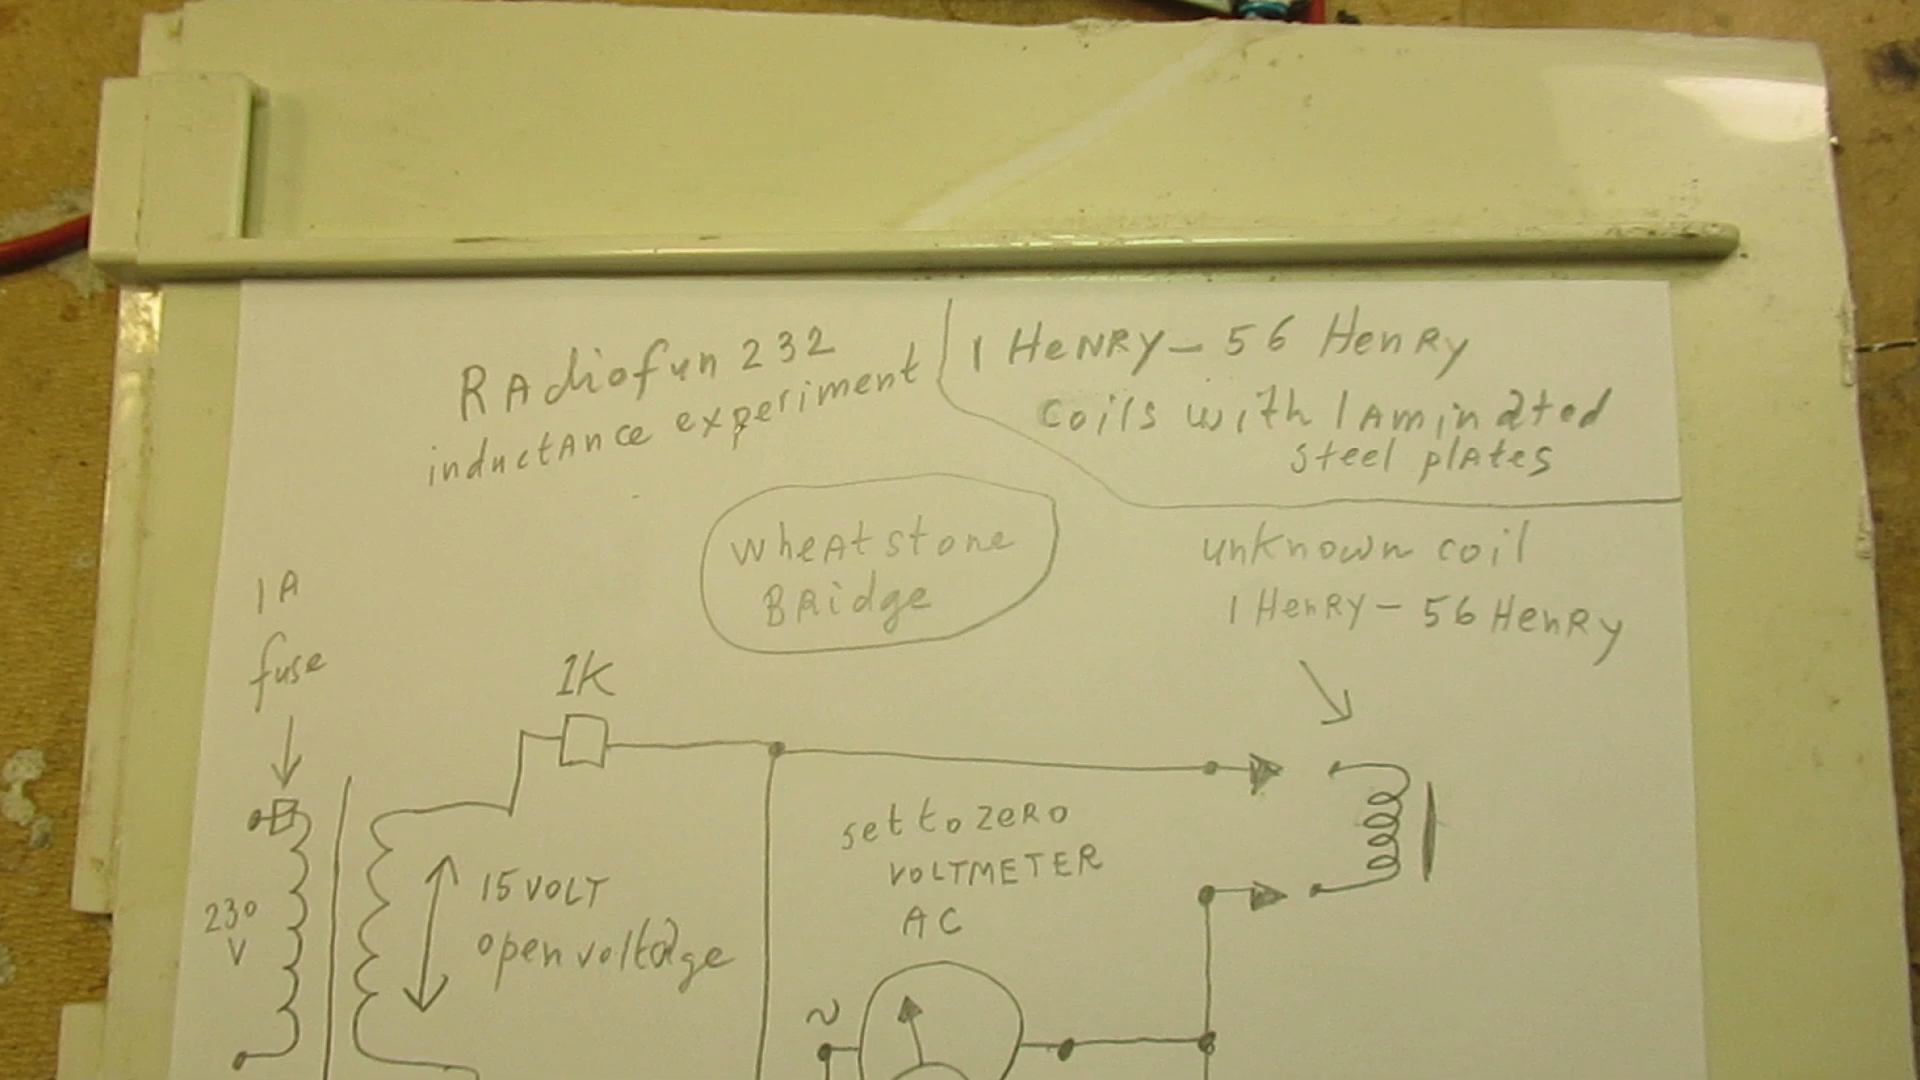 RAdiofun 232
inductAnce experiment
1 HeNRY - 56 HenRy
coils with lAminated
steel plAtes
wheAtstone
BRidge
unknown coil
1 HenRY - 56 HenRy
1A
fuse
1K
set to zeRo
VOLTMETER
AC
15 VOLT
open voltage
230
V
~